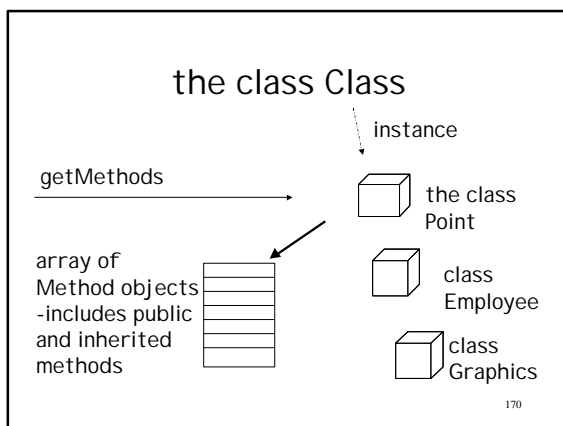 the class Class
instance
getMethods
the class
Point
array of
Method objects
-includes public
and inherited
methods
class
Employee
class
Graphics
170